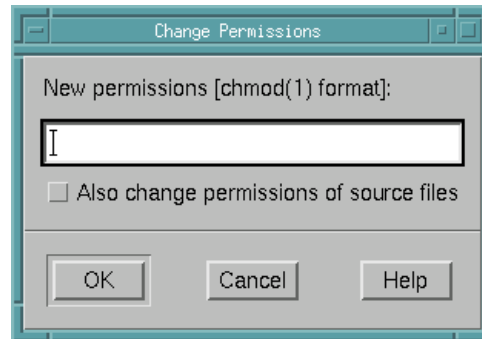 Change Permissions
New permissions [chmod(1) format]:
Also change permissions of source files
OK Cancel Help